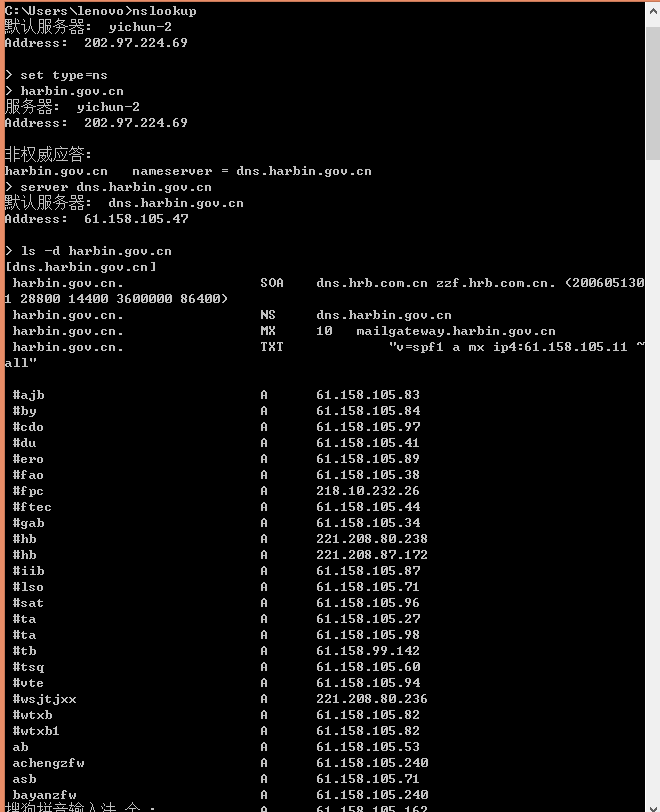 C:\Users\lenovo>nslookup
默认服务器:  yichun-2
Address:  202.97.224.69
> set type=ns
> harbin.gov.cn
服务器:  yichun-2
Address:  202.97.224.69
非权威应答:
harbin.gov.cn   nameserver = dns.harbin.gov.cn
> server dns.harbin.gov.cn
默认服务器:  dns.harbin.gov.cn
Address:  61.158.105.47
> ls -d harbin.gov.cn
[dns.harbin.gov.cn]
harbin.gov.cn.                 SOA    dns.hrb.com.cn zzf.hrb.com.cn. (200605130
1 28800 14400 3600000 86400)
harbin.gov.cn.                 NS     dns.harbin.gov.cn
harbin.gov.cn.                 MX     10   mailgateway.harbin.gov.cn
harbin.gov.cn.                 TXT             "v=spf1 a mx ip4:61.158.105.11 ~
all"
#ajb                           A      61.158.105.83
#by                            A      61.158.105.84
#cdo                           A      61.158.105.97
#du                            A      61.158.105.41
#ero                           A      61.158.105.89
#fao                           A      61.158.105.38
#fpc                           A      218.10.232.26
#ftec                          A      61.158.105.44
#gab                           A      61.158.105.34
#hb                            A      221.208.80.238
#hb                            A      221.208.87.172
#iib                           A      61.158.105.87
#lso                           A      61.158.105.71
#sat                           A      61.158.105.96
#ta                            A      61.158.105.27
#ta                            A      61.158.105.98
#tb                            A      61.158.99.142
#tsq                           A      61.158.105.60
#vte                           A      61.158.105.94
#wsjtjxx                       A      221.208.80.236
#wtxb                          A      61.158.105.82
#wtxb1                         A      61.158.105.82
ab                             A      61.158.105.53
achengzfw                      A      61.158.105.240
asb                            A      61.158.105.71
bayanzfw                       A      61.158.105.240
搜狗拼音输入法 全 :            A      61.158.105.162